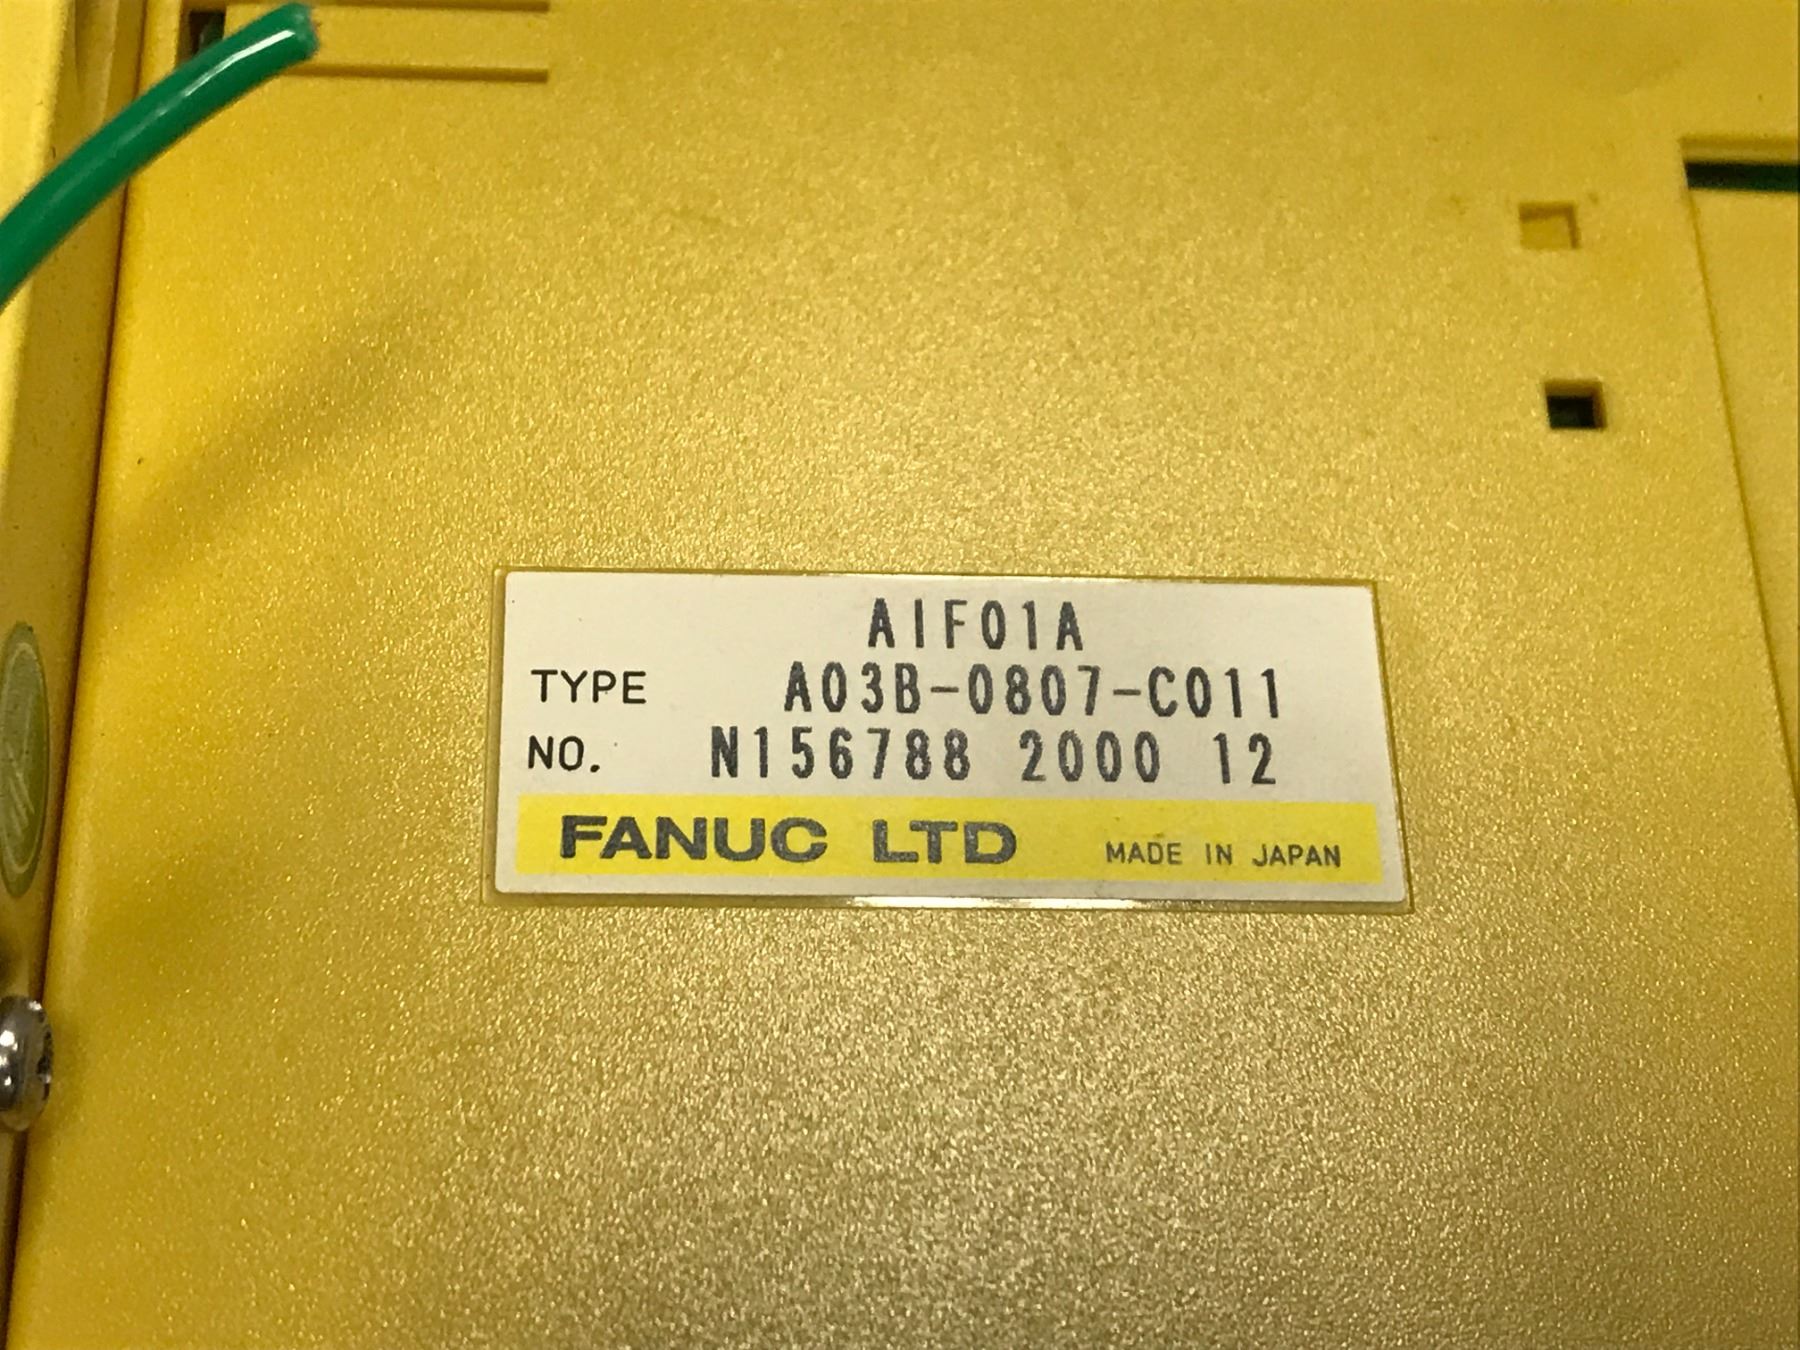 AIF01A
TYPE A03B-0807-C011
NO. N156788 2000 12
FANUC LTD MADE IN JAPAN